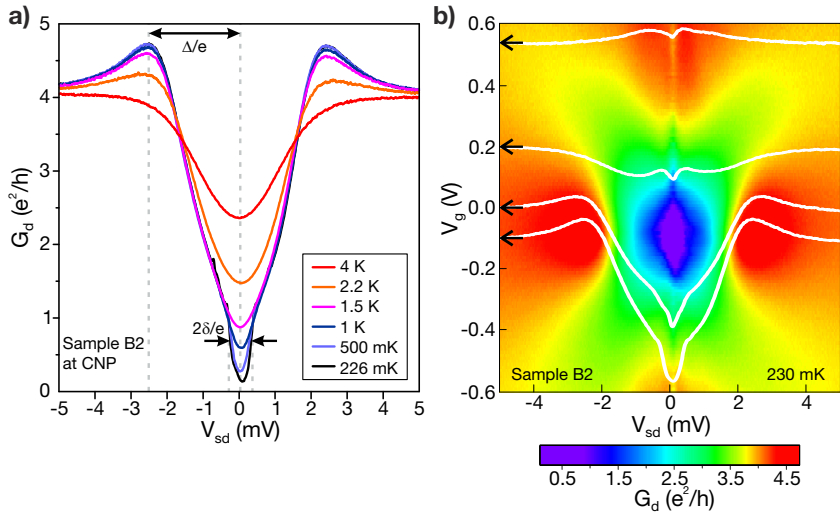 a)
5
4
3
2
1
0
G_d (e²/h)
Δ/e
2δ/e
Sample B2
at CNP
4 K
2.2 K
1.5 K
1 K
500 mK
226 mK
-5 -4 -3 -2 -1 0 1 2 3 4 5
V_sd (mV)
b)
0.6
0.4
0.2
0.0
-0.2
-0.4
-0.6
V_g (V)
Sample B2 230 mK
-4 -2 0 2 4
V_sd (mV)
0.5 1.5 2.5 3.5 4.5
G_d (e²/h)